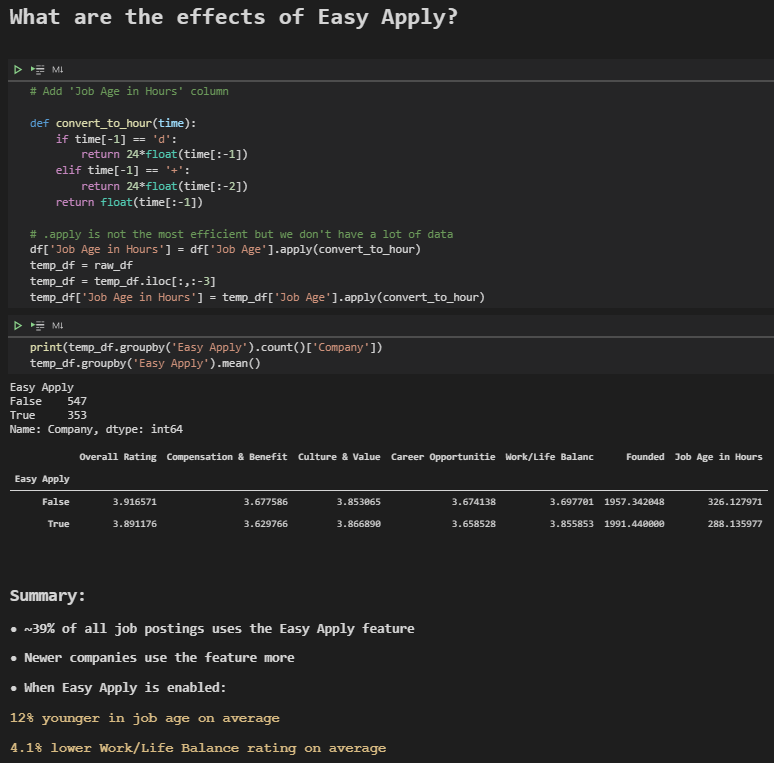 What are the effects of Easy Apply?
M↓
# Add 'Job Age in Hours' column
def convert_to_hour(time):
if time[-1] == 'd':
return 24*float(time[:-1])
elif time[-1] == '+':
return 24*float(time[:-2])
return float(time[:-1])
# .apply is not the most efficient but we don't have a lot of data
df['Job Age in Hours'] = df['Job Age'].apply(convert_to_hour)
temp_df = raw_df
temp_df = temp_df.iloc[:,:-3]
temp_df['Job Age in Hours'] = temp_df['Job Age'].apply(convert_to_hour)
M↓
print(temp_df.groupby('Easy Apply').count()['Company'])
temp_df.groupby('Easy Apply').mean()
Easy Apply
False 547
True 353
Name: Company, dtype: int64
Overall Rating Compensation & Benefit Culture & Value Career Opportunitie Work/Life Balanc Founded Job Age in Hours
Easy Apply
False 3.916571 3.677586 3.853065 3.674138 3.697701 1957.342048 326.127971
True 3.891176 3.629766 3.866890 3.658528 3.855853 1991.440000 288.135977
Summary:
• ~39% of all job postings uses the Easy Apply feature
• Newer companies use the feature more
• When Easy Apply is enabled:
12% younger in job age on average
4.1% lower Work/Life Balance rating on average